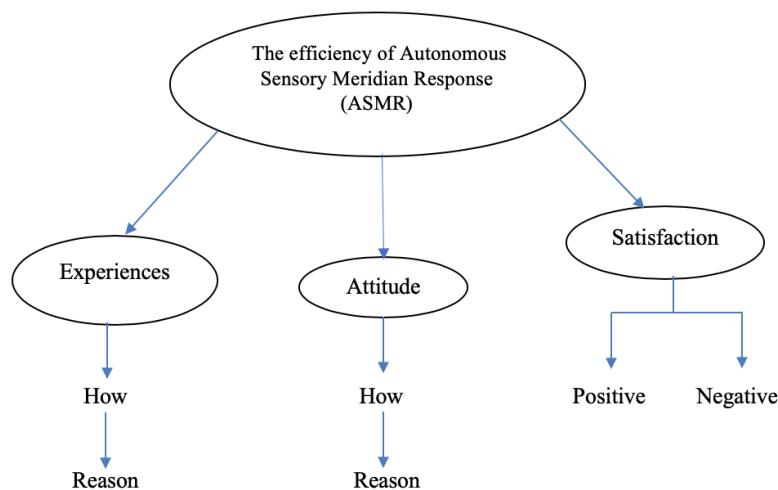 The efficiency of Autonomous
Sensory Meridian Response
(ASMR)
Experiences
Attitude
Satisfaction
How
How
Positive
Negative
Reason
Reason